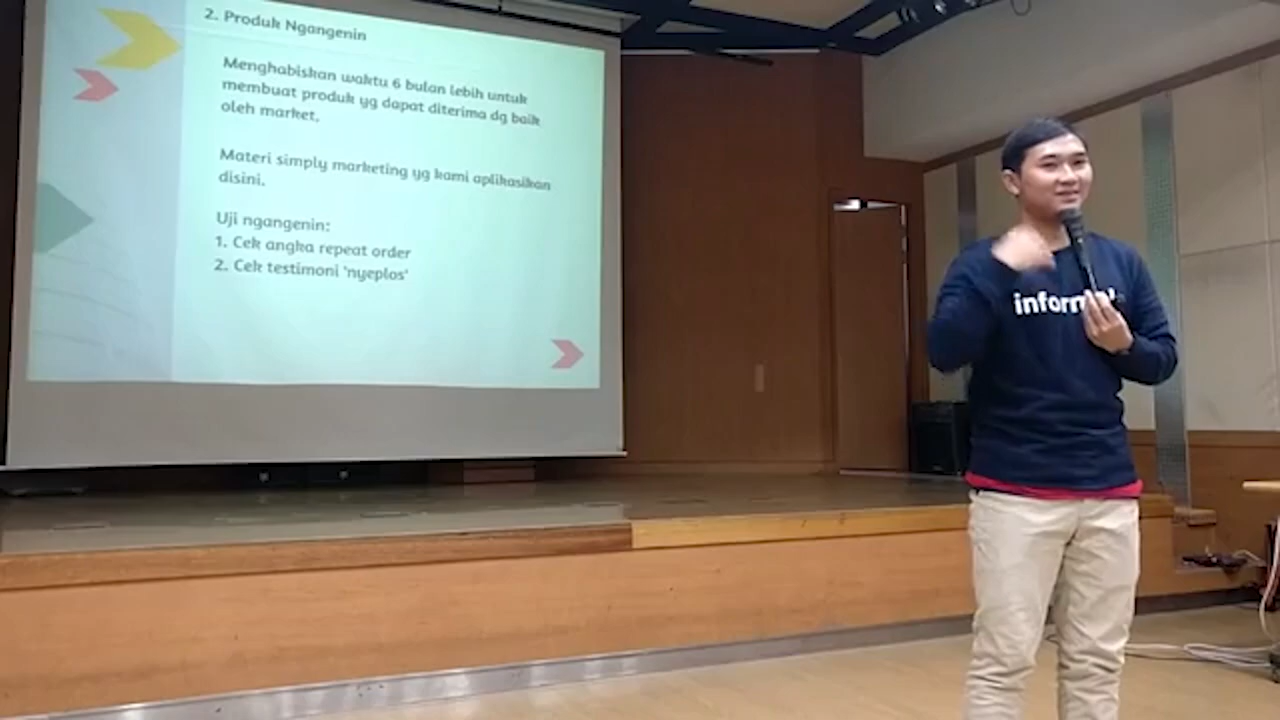 2. Produk Ngangenin
Menghabiskan waktu 6 bulan lebih untuk
membuat produk yg dapat diterima dg baik
oleh market.
Materi simply marketing yg kami aplikasikan
disini.
Uji ngangenin:
1. Cek angka repeat order
2. Cek testimoni 'nyeplos'